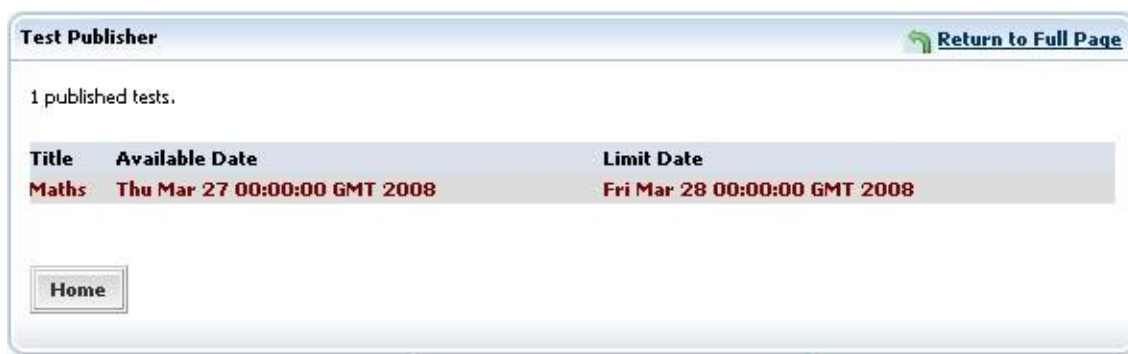 Test Publisher Return to Full Page
1 published tests.
Title Available Date Limit Date
Maths Thu Mar 27 00:00:00 GMT 2008 Fri Mar 28 00:00:00 GMT 2008
Home